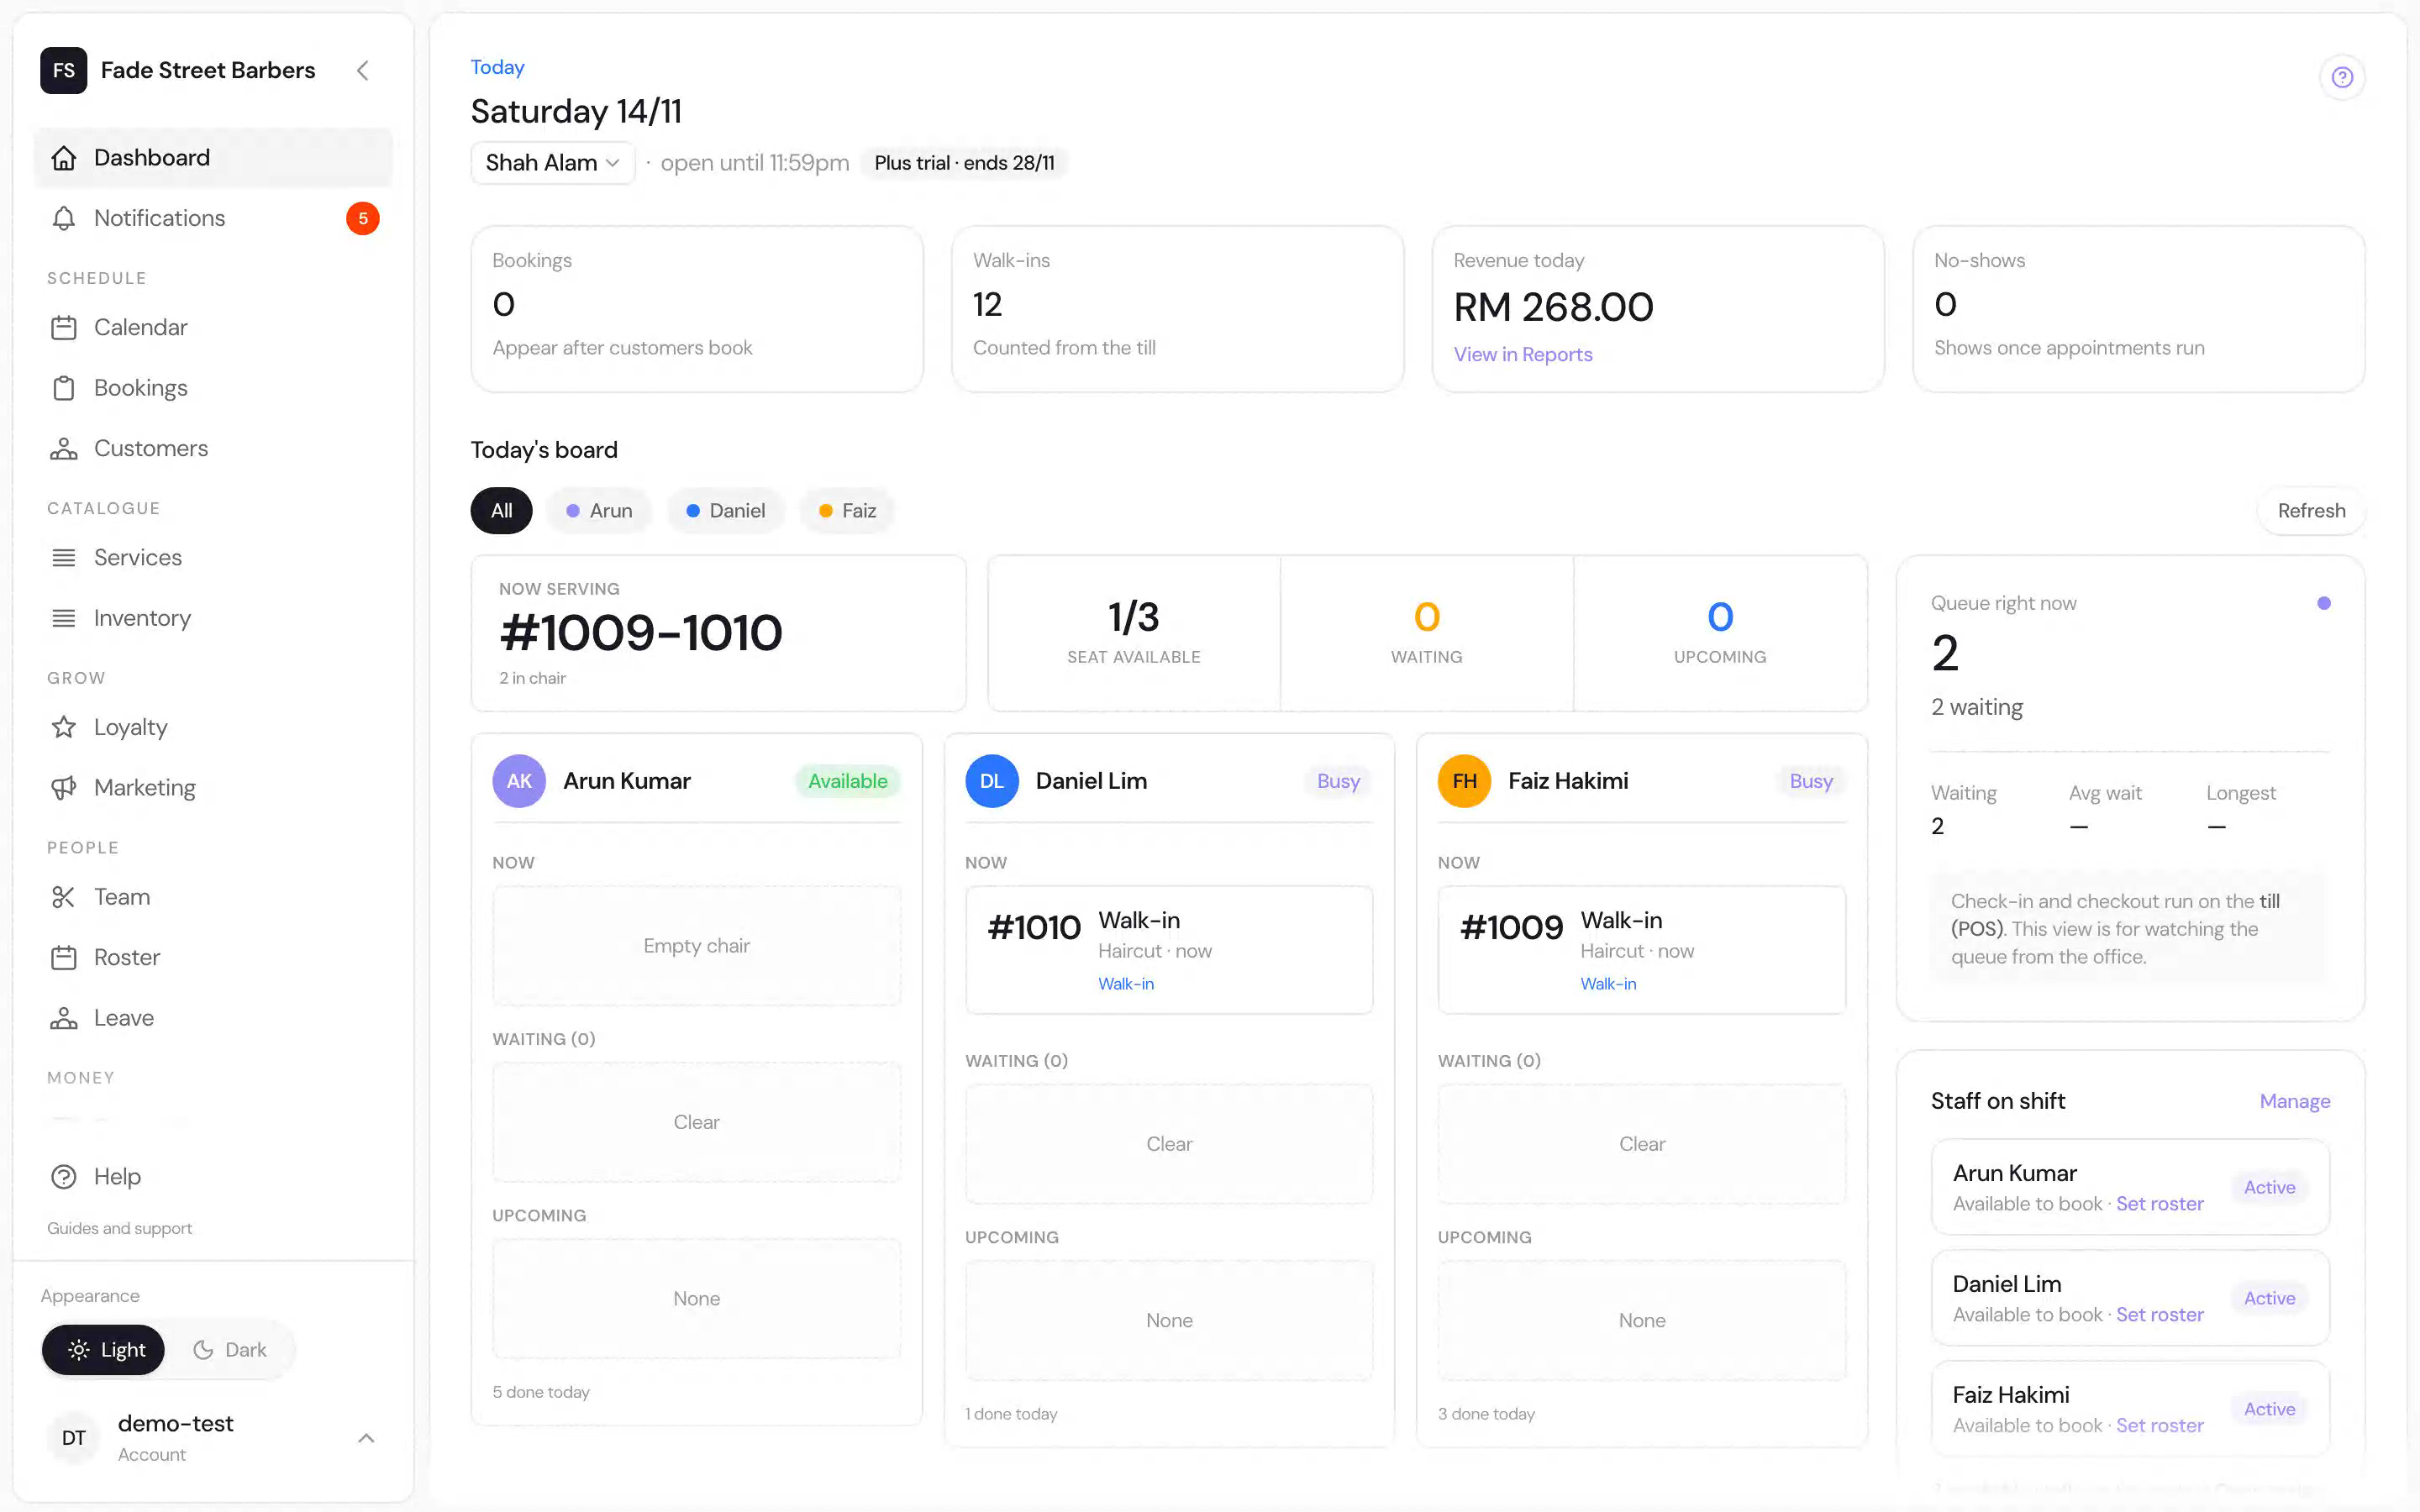 FS Fade Street Barbers
Dashboard
Notifications 5
SCHEDULE
Calendar
Bookings
Customers
CATALOGUE
Services
Inventory
GROW
Loyalty
Marketing
PEOPLE
Team
Roster
Leave
MONEY
Help
Guides and support
Appearance
Light Dark
DT demo-test
Account
Today
Saturday 14/11
Shah Alam · open until 11:59pm Plus trial · ends 28/11
Bookings
0
Appear after customers book
Walk-ins
12
Counted from the till
Revenue today
RM 268.00
View in Reports
No-shows
0
Shows once appointments run
Today's board
All Arun Daniel Faiz Refresh
NOW SERVING
#1009-1010
2 in chair
1/3
SEAT AVAILABLE
0
WAITING
0
UPCOMING
AK Arun Kumar Available
NOW
Empty chair
WAITING (0)
Clear
UPCOMING
None
5 done today
DL Daniel Lim Busy
NOW
#1010 Walk-in
Haircut · now
Walk-in
WAITING (0)
Clear
UPCOMING
None
1 done today
FH Faiz Hakimi Busy
NOW
#1009 Walk-in
Haircut · now
Walk-in
WAITING (0)
Clear
UPCOMING
None
3 done today
Queue right now
2
2 waiting
Waiting Avg wait Longest
2 — —
Check-in and checkout run on the till
(POS). This view is for watching the
queue from the office.
Staff on shift Manage
Arun Kumar
Available to book · Set roster Active
Daniel Lim
Available to book · Set roster Active
Faiz Hakimi
Available to book · Set roster Active